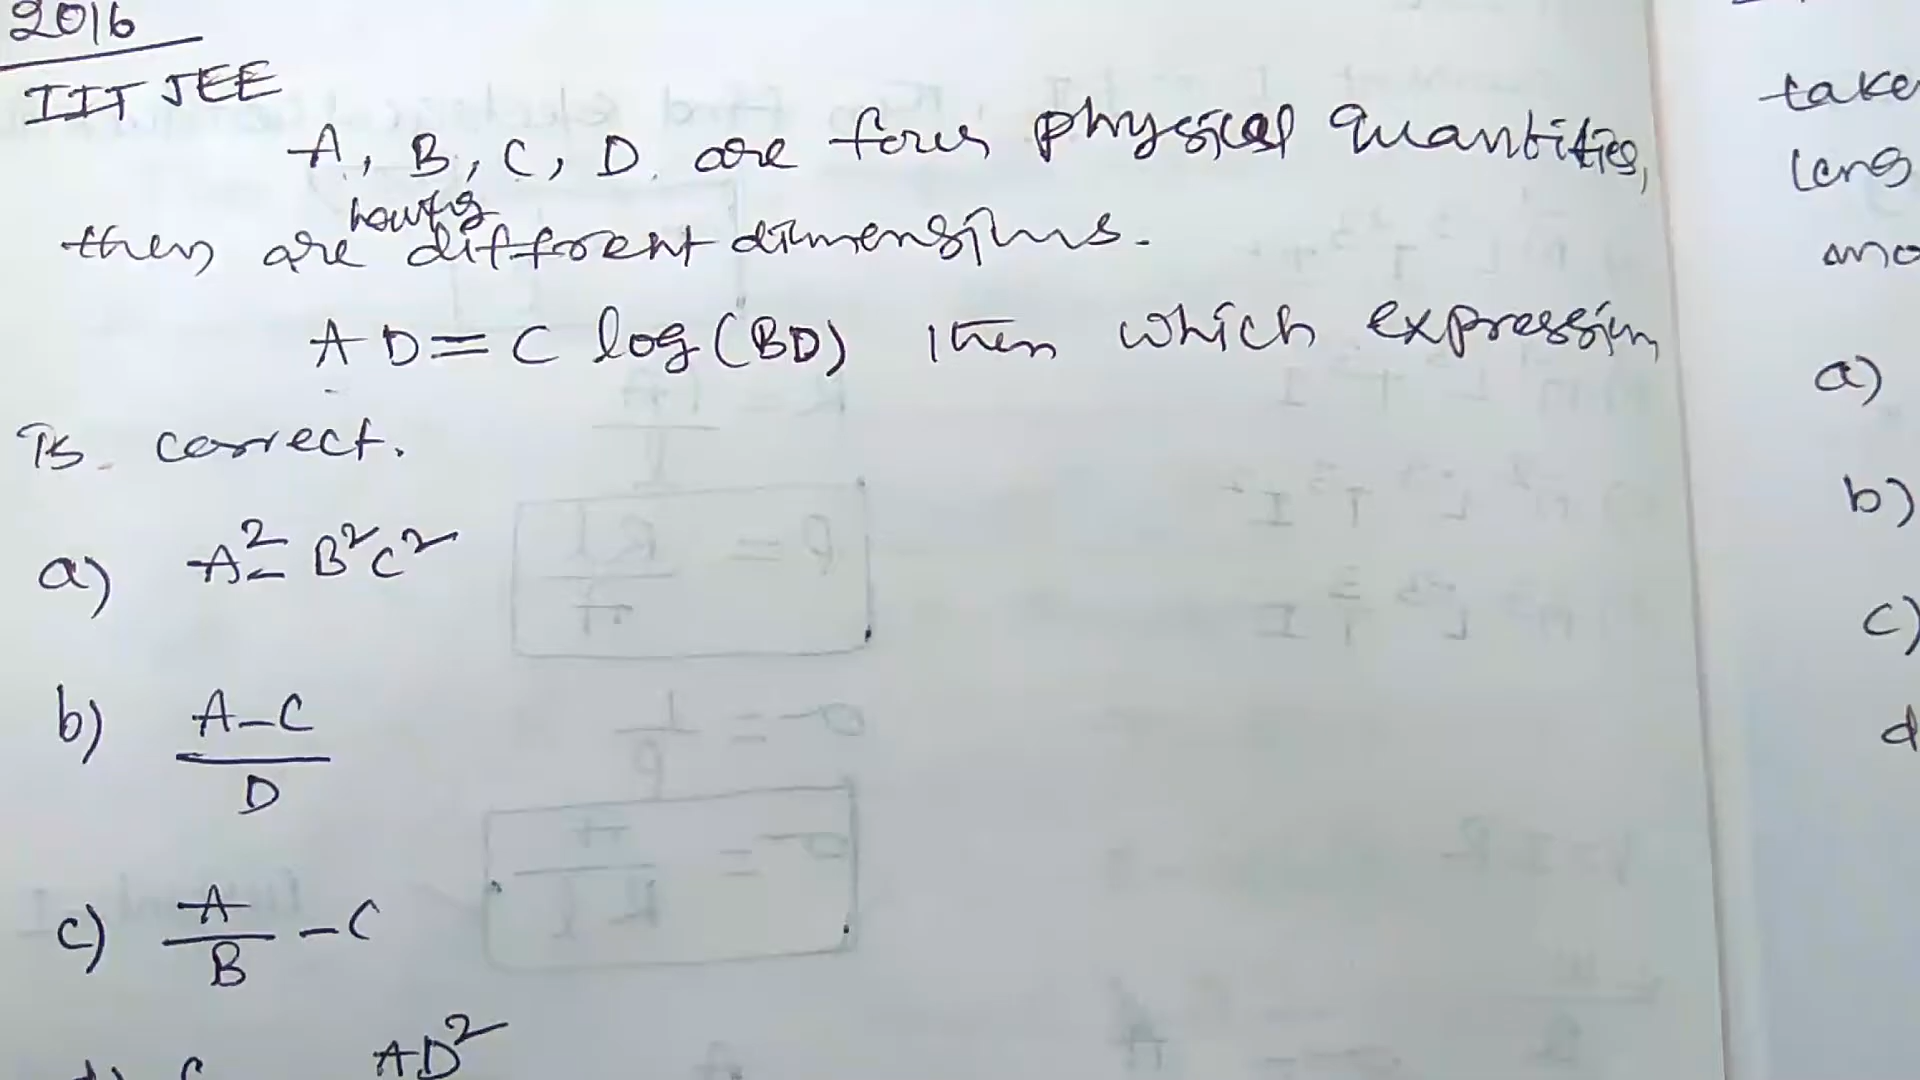 2016
IIT JEE
A, B, C, D are four physical quantities,
having
then are different dimensions.
AD = C log(BD) then which expression
is correct.
a) A² = B²C²
b) A-C / D
c) A/B - C
AD²
take
leng
a)
b)
c)
d